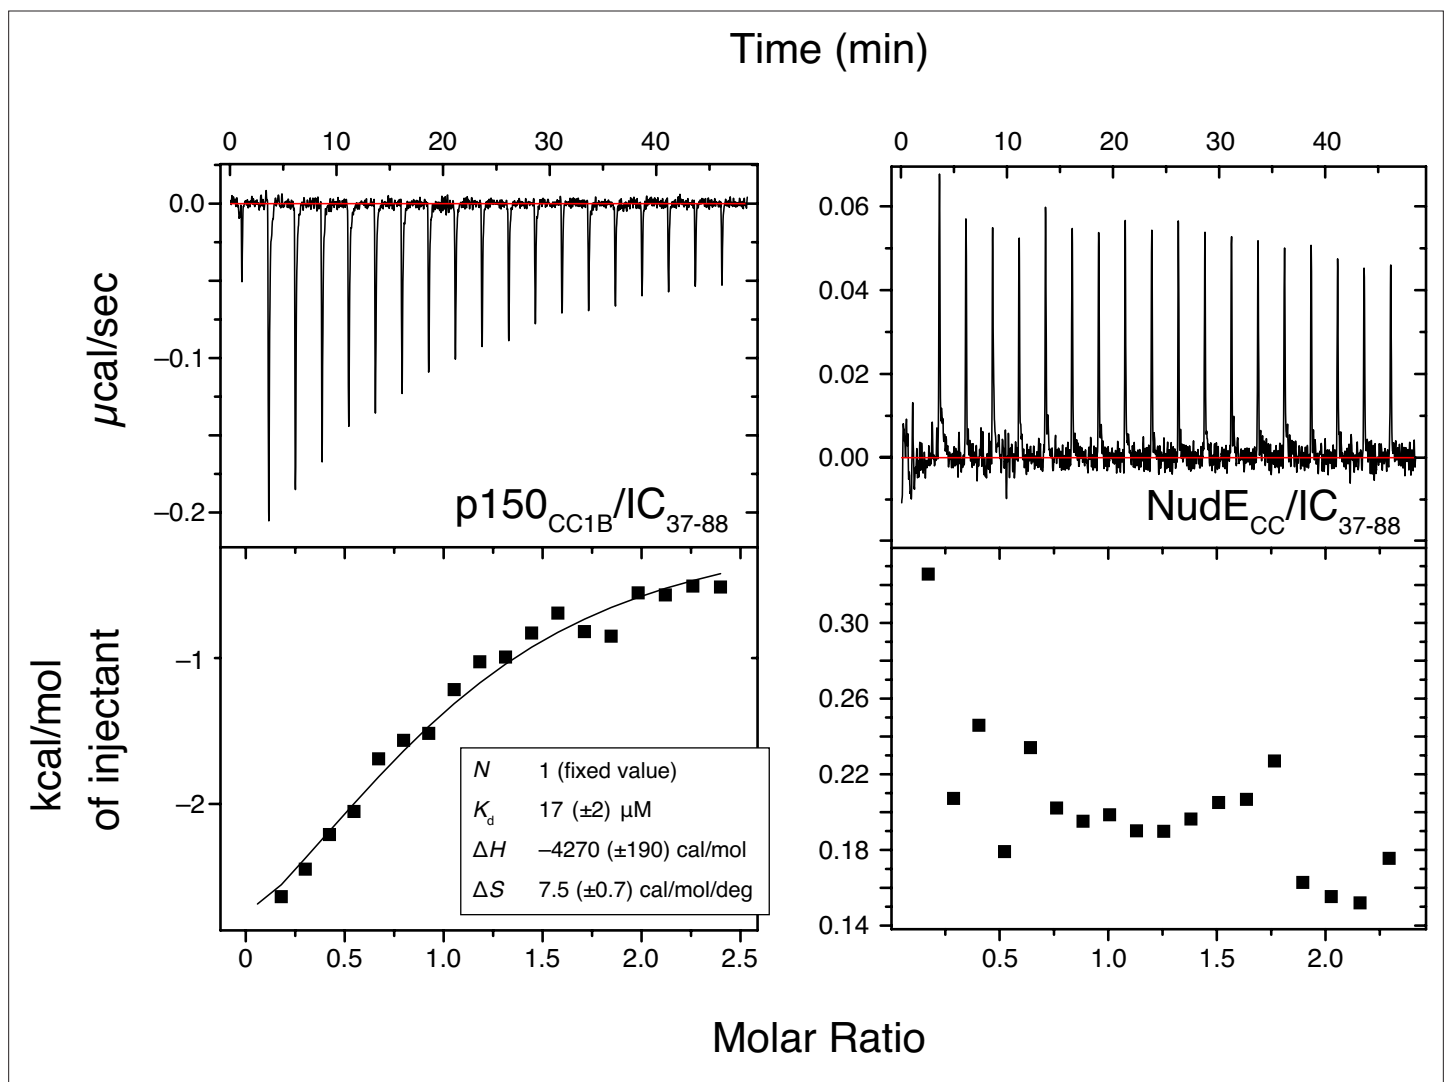 Time (min)
0 10 20 30 40
0 10 20 30 40
0.0
–0.1
–0.2
µcal/sec
p150CC1B/IC37-88
0.06
0.04
0.02
0.00
NudECC/IC37-88
–1
–2
kcal/mol
of injectant
N 1 (fixed value)
Kd 17 (±2) µM
ΔH –4270 (±190) cal/mol
ΔS 7.5 (±0.7) cal/mol/deg
0.30
0.26
0.22
0.18
0.14
0 0.5 1.0 1.5 2.0 2.5
0.5 1.0 1.5 2.0
Molar Ratio